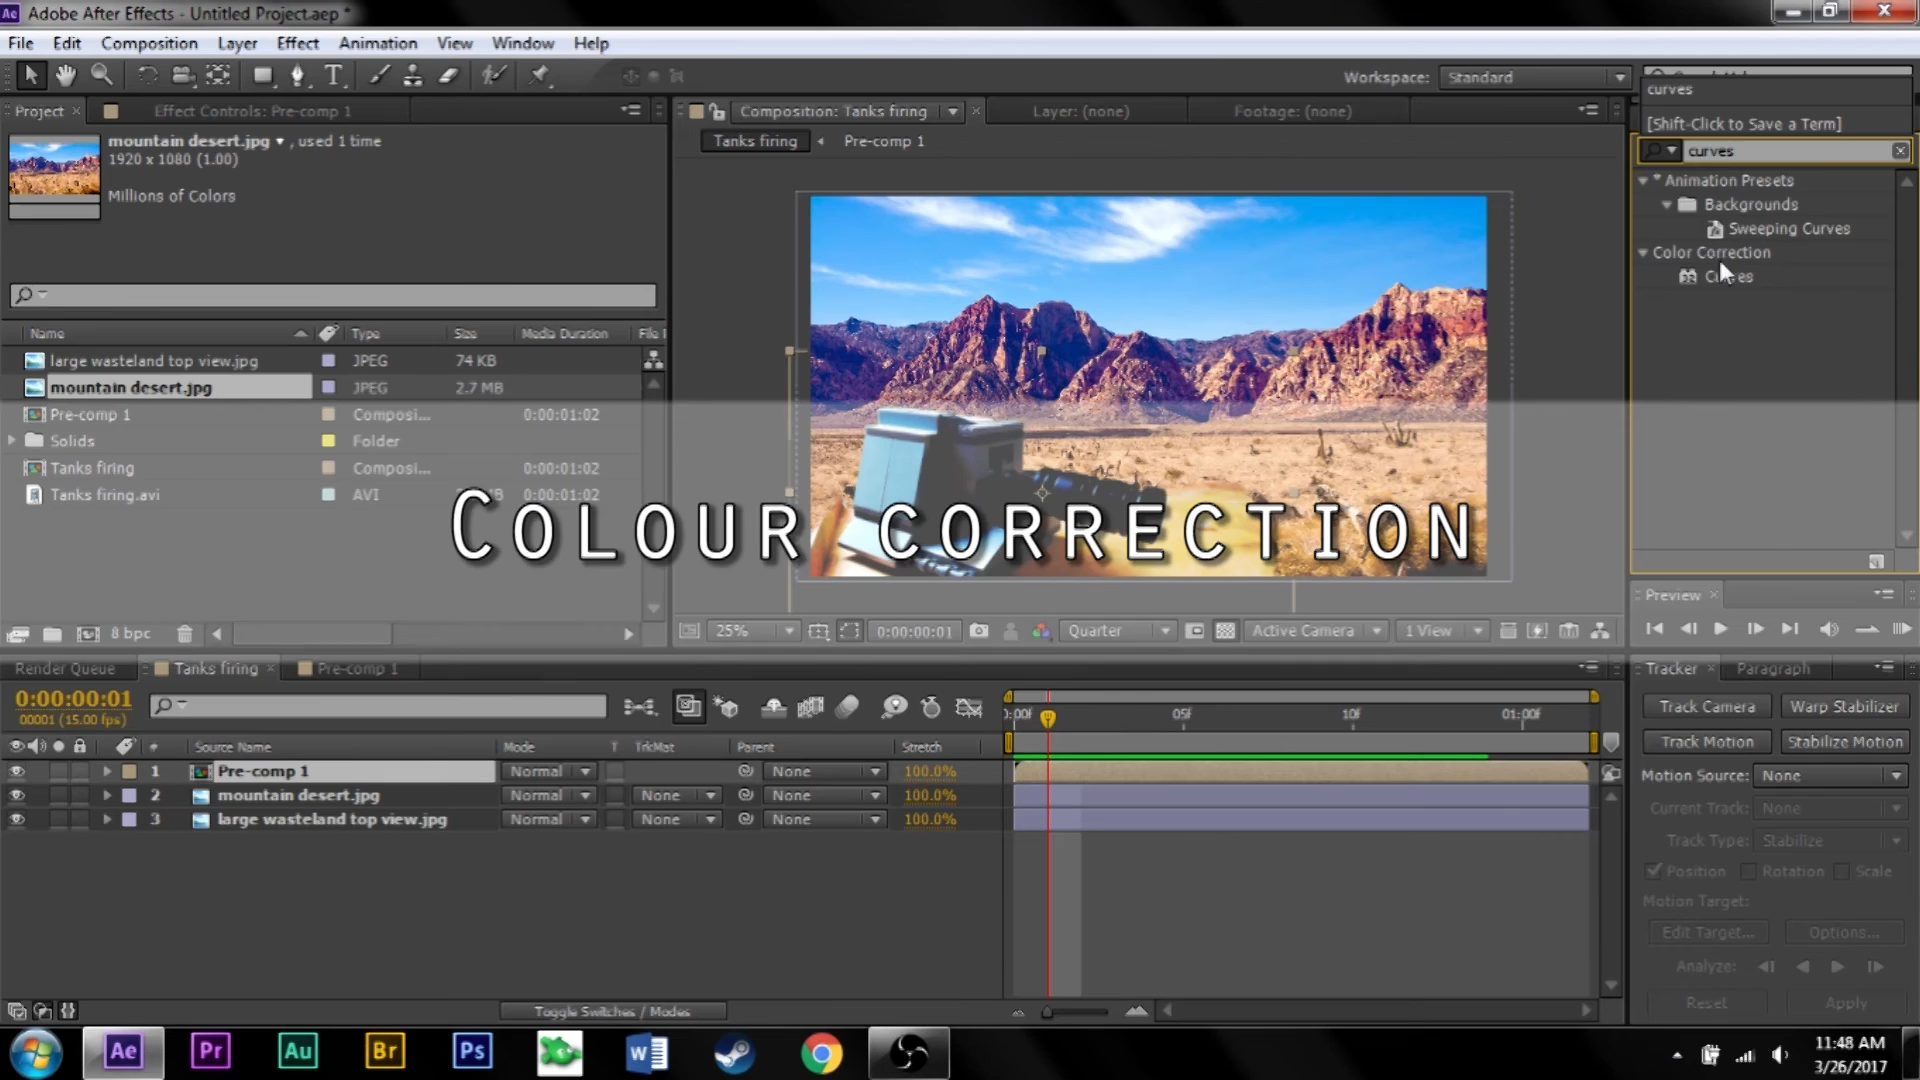 Ae Adobe After Effects - Untitled Project.aep *
File Edit Composition Layer Effect Animation View Window Help
Workspace: Standard
Project × Effect Controls: Pre-comp 1
Composition: Tanks firing × Layer: (none) Footage: (none)
curves
[Shift-Click to Save a Term]
curves
mountain desert.jpg , used 1 time
1920 x 1080 (1.00)
Millions of Colors
Tanks firing Pre-comp 1
* Animation Presets
Backgrounds
Sweeping Curves
Color Correction
Name Type Size Media Duration File
large wasteland top view.jpg JPEG 74 KB
mountain desert.jpg JPEG 2.7 MB
Pre-comp 1 Composi... 0:00:01:02
Solids Folder
Tanks firing Composi... 0:00:01:02
Tanks firing.avi AVI 0:00:01:02
Colour correction
8 bpc
25% 0:00:00:01 Quarter Active Camera 1 View
Preview ×
Render Queue Tanks firing × Pre-comp 1
Tracker × Paragraph
0:00:00:01
00001 (15.00 fps)
:00f 05f 10f 01:00f
Track Camera Warp Stabilizer
Track Motion Stabilize Motion
# Source Name Mode T TrkMat Parent Stretch
1 Pre-comp 1 Normal None 100.0%
2 mountain desert.jpg Normal None None 100.0%
3 large wasteland top view.jpg Normal None None 100.0%
Motion Source: None
Current Track: None
Track Type: Stabilize
Position Rotation Scale
Motion Target:
Edit Target... Options...
Analyze:
Reset Apply
Toggle Switches / Modes
Ae Pr Au Br Ps W
11:48 AM
3/26/2017